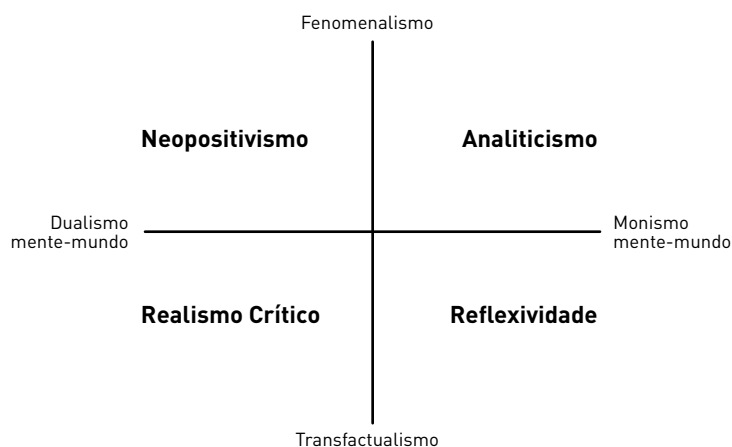 Fenomenalismo
Neopositivismo
Analiticismo
Dualismo
mente-mundo
Monismo
mente-mundo
Realismo Crítico
Reflexividade
Transfactualismo